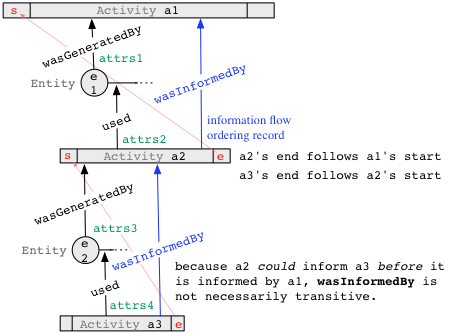 s Activity a1
wasGeneratedBy
attrs1
Entity e 1
wasInformedBy
used
information flow
ordering record
attrs2
s Activity a2 e
a2's end follows a1's start
a3's end follows a2's start
wasGeneratedBy
attrs3
Entity e 2
wasInformedBy
because a2 could inform a3 before it
is informed by a1, wasInformedBy is
not necessarily transitive.
used
attrs4
Activity a3 e